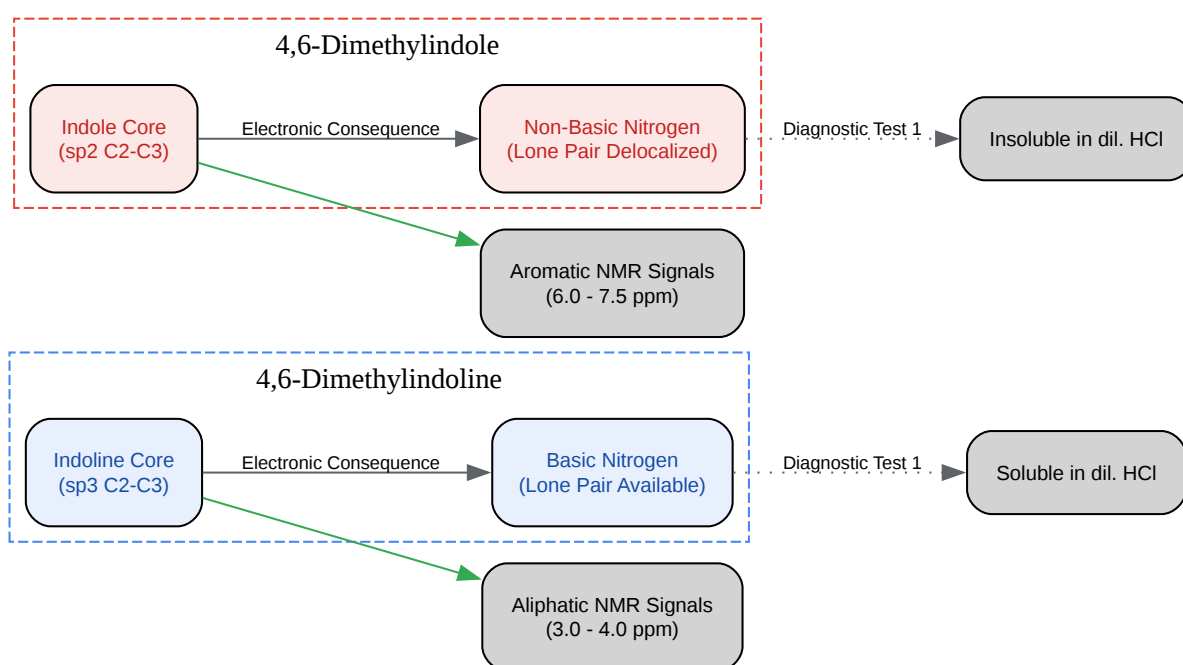 4,6-Dimethylindole
Indole Core
(sp2 C2-C3)
Electronic Consequence
Non-Basic Nitrogen
(Lone Pair Delocalized)
Diagnostic Test 1
Insoluble in dil. HCl
Aromatic NMR Signals
(6.0 - 7.5 ppm)
4,6-Dimethylindoline
Indoline Core
(sp3 C2-C3)
Electronic Consequence
Basic Nitrogen
(Lone Pair Available)
Diagnostic Test 1
Soluble in dil. HCl
Aliphatic NMR Signals
(3.0 - 4.0 ppm)